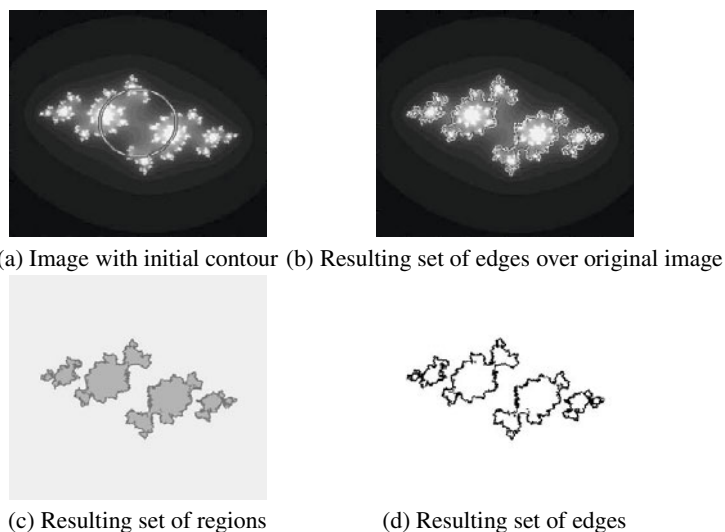 (a) Image with initial contour (b) Resulting set of edges over original image
(c) Resulting set of regions (d) Resulting set of edges